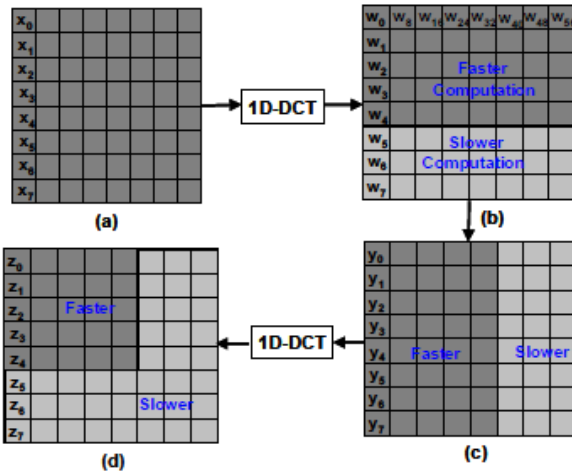 x0
x1
x2
x3
x4
x5
x6
x7
(a)
1D-DCT
w0 w8 w16 w24 w32 w40 w48
w1
w2
w3
w4
w5
w6
w7
Faster
Computation
Slower
Computation
(b)
z0
z1
z2
z3
z4
z5
z6
z7
Faster
Slower
(d)
1D-DCT
y0
y1
y2
y3
y4
y5
y6
y7
Faster
Slower
(c)